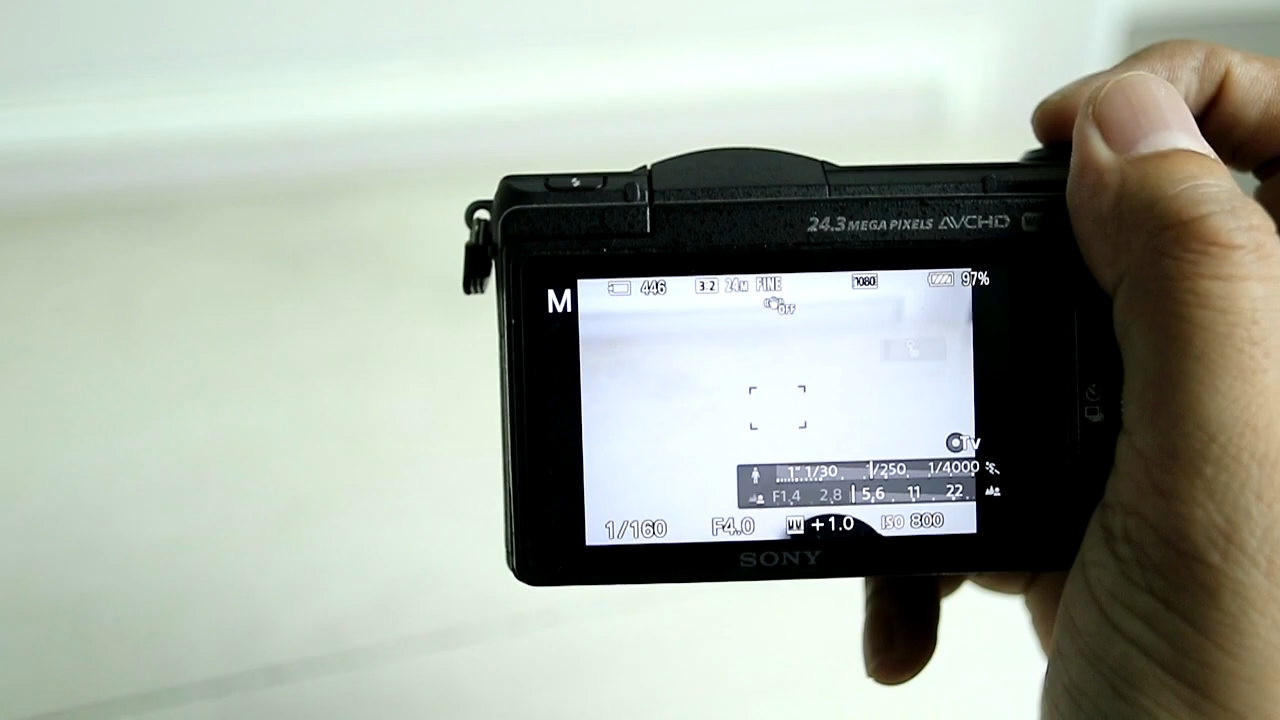 24.3 MEGA PIXELS AVCHD
M
446 3:2 24M FINE 1080 97%
OFF
Tv
1" 1/30 1/250 1/4000
F1.4 2.8 5.6 11 22
1/160 F4.0 +1.0 ISO 800
SONY